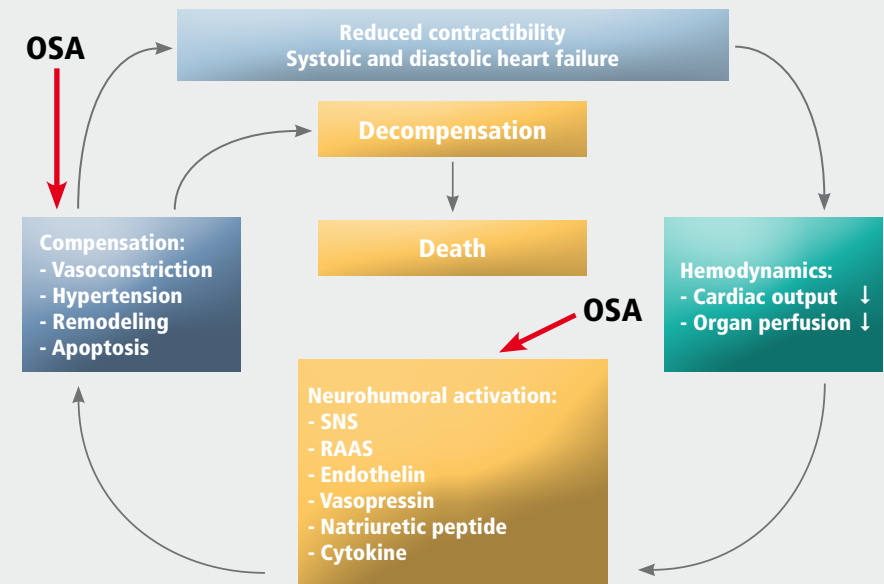 OSA
Reduced contractibility
Systolic and diastolic heart failure
Decompensation
Death
Compensation:
- Vasoconstriction
- Hypertension
- Remodeling
- Apoptosis
Hemodynamics:
- Cardiac output ↓
- Organ perfusion ↓
OSA
Neurohumoral activation:
- SNS
- RAAS
- Endothelin
- Vasopressin
- Natriuretic peptide
- Cytokine